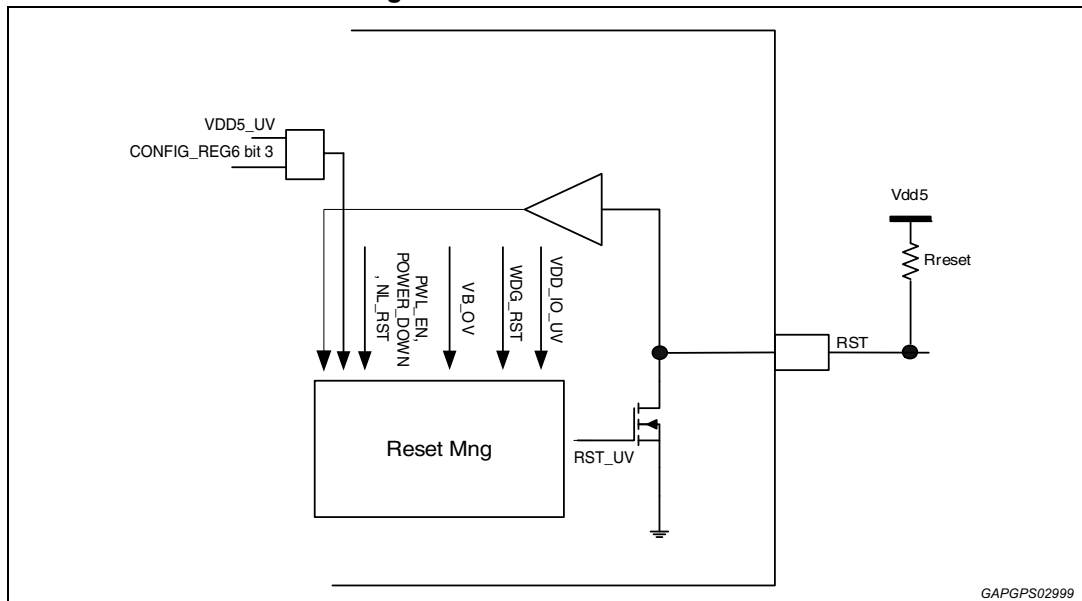 VDD5_UV
CONFIG_REG6 bit 3
Vdd5
Rreset
PWL_EN,
POWER_DOWN
, NL_RST
VB_OV
WDG_RST
VDD_IO_UV
RST
Reset Mng
RST_UV
GAPGPS02999